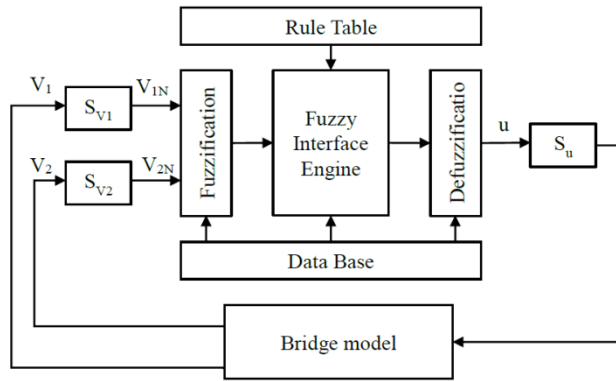 Rule Table
V1
SV1
V1N
V2
SV2
V2N
Fuzzification
Fuzzy
Interface
Engine
Defuzzificatio
u
Su
Data Base
Bridge model